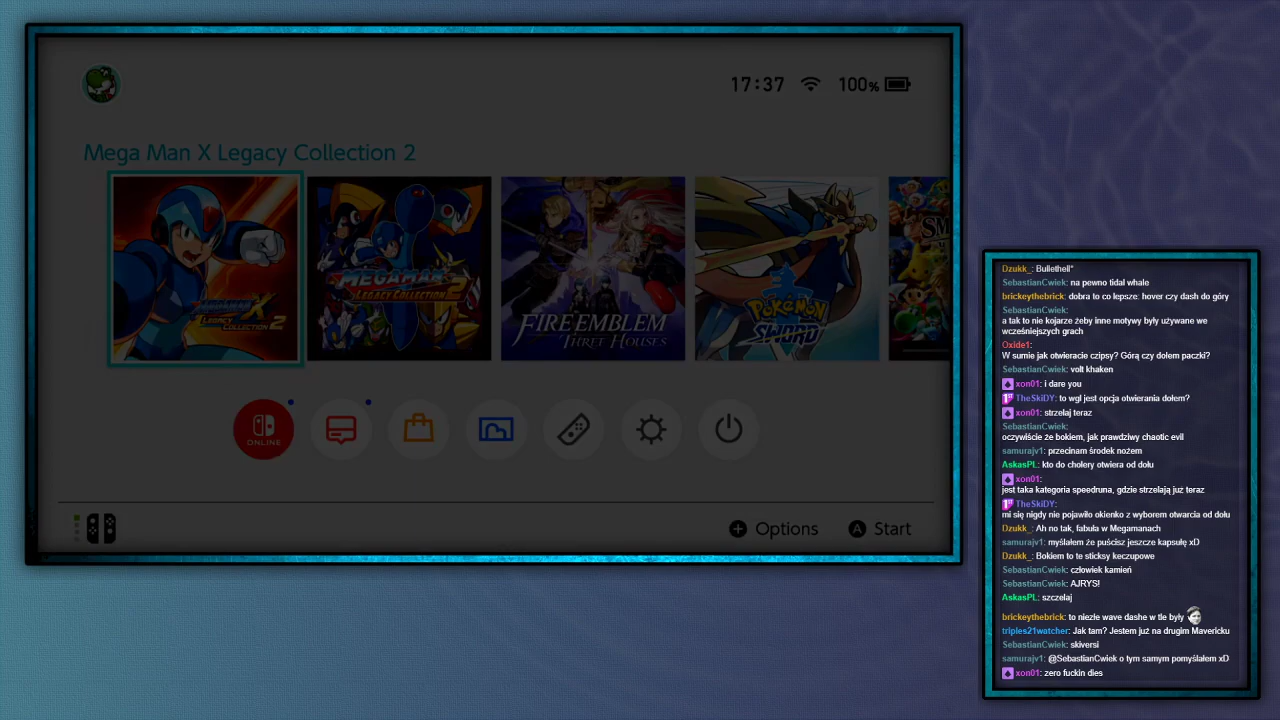 17:37 100%
Mega Man X Legacy Collection 2
MEGAMAN X
LEGACY COLLECTION 2
MEGAMAN
LEGACY COLLECTION 2
FIRE EMBLEM
THREE HOUSES
Pokémon
SWORD
SM
ONLINE
Options
A Start
Dzukk_: Bullethell*
SebastianCwiek: na pewno tidal whale
brickeythebrick: dobra to co lepsze: hover czy dash do góry
SebastianCwiek:
a tak to nie kojarze żeby inne motywy były używane we
wcześniejszych grach
Oxide1:
W sumie jak otwieracie czipsy? Górą czy dołem paczki?
SebastianCwiek: volt khaken
xon01: i dare you
TheSkiDY: to wgl jest opcja otwierania dołem?
xon01: strzelaj teraz
SebastianCwiek:
oczywiście że bokiem, jak prawdziwy chaotic evil
samurajv1: przecinam środek nożem
AskasPL: kto do cholery otwiera od dołu
xon01:
jest taka kategoria speedruna, gdzie strzelają już teraz
TheSkiDY:
mi się nigdy nie pojawiło okienko z wyborem otwarcia od dołu
Dzukk_: Ah no tak, fabuła w Megamanach
samurajv1: myślałem że puścisz jeszcze kapsułę xD
Dzukk_: Bokiem to te sticksy keczupowe
SebastianCwiek: człowiek kamień
SebastianCwiek: AJRYS!
AskasPL: szczelaj
brickeythebrick: to niezłe wave dashe w tle były
triples21watcher: Jak tam? Jestem już na drugim Mavericku
SebastianCwiek: skiversi
samurajv1: @SebastianCwiek o tym samym pomyślałem xD
xon01: zero fuckin dies